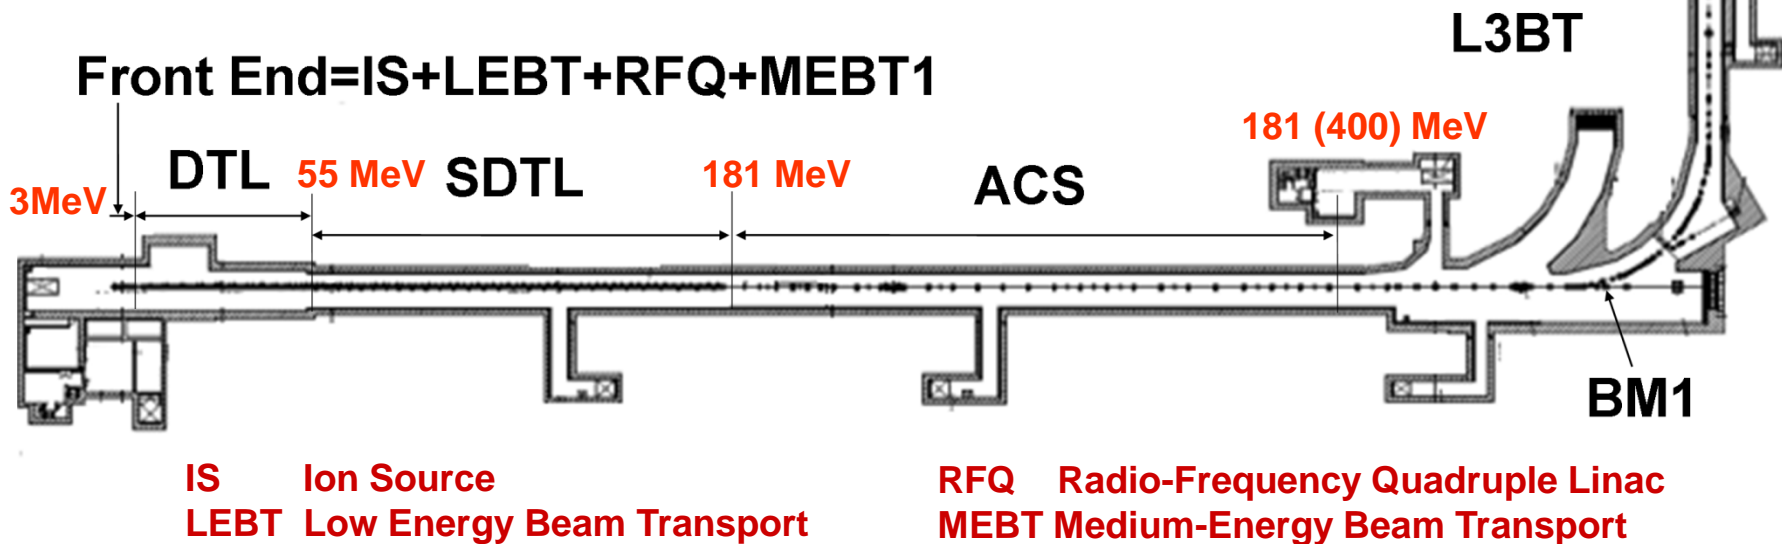 L3BT
Front End=IS+LEBT+RFQ+MEBT1
181 (400) MeV
DTL
55 MeV
SDTL
181 MeV
ACS
3MeV
BM1
IS Ion Source
RFQ Radio-Frequency Quadruple Linac
LEBT Low Energy Beam Transport
MEBT Medium-Energy Beam Transport